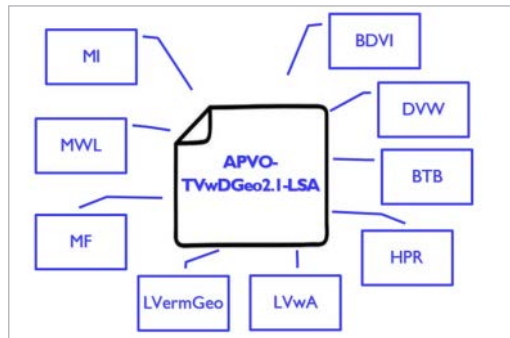 BDVI
MI
DVW
MWL
APVO-
TVwDGeo2.1-LSA
BTB
MF
HPR
LVermGeo
LVwA